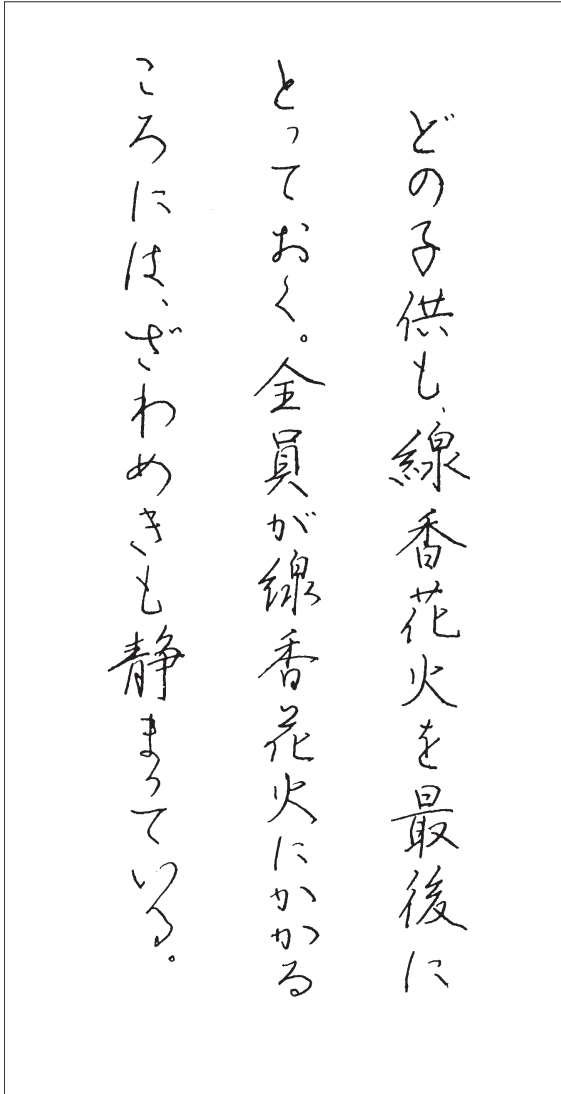 どの子供も、線香花火を最後に
とっておく。全員が線香花火にかかる
ころには、ざわめきも静まっている。